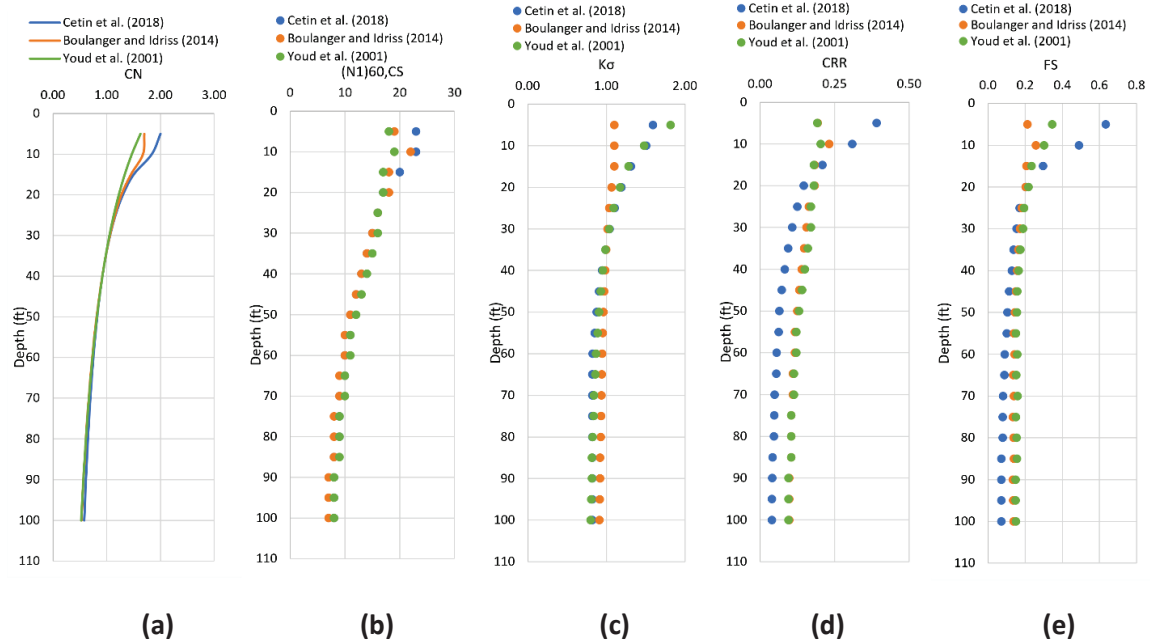 Cetin et al. (2018)
Boulanger and Idriss (2014)
Youd et al. (2001)
CN
0.00 1.00 2.00 3.00
0
10
20
30
40
50
60
70
80
90
100
110
Depth (ft)
(a)
Cetin et al. (2018)
Boulanger and Idriss (2014)
Youd et al. (2001)
(N1)60,CS
0 10 20 30
0
10
20
30
40
50
60
70
80
90
100
110
Depth (ft)
(b)
Cetin et al. (2018)
Boulanger and Idriss (2014)
Youd et al. (2001)
Kσ
0.00 1.00 2.00
0
10
20
30
40
50
60
70
80
90
100
110
Depth (ft)
(c)
Cetin et al. (2018)
Boulanger and Idriss (2014)
Youd et al. (2001)
CRR
0.00 0.25 0.50
0
10
20
30
40
50
60
70
80
90
100
110
Depth (ft)
(d)
Cetin et al. (2018)
Boulanger and Idriss (2014)
Youd et al. (2001)
FS
0.0 0.2 0.4 0.6 0.8
0
10
20
30
40
50
60
70
80
90
100
110
Depth (ft)
(e)